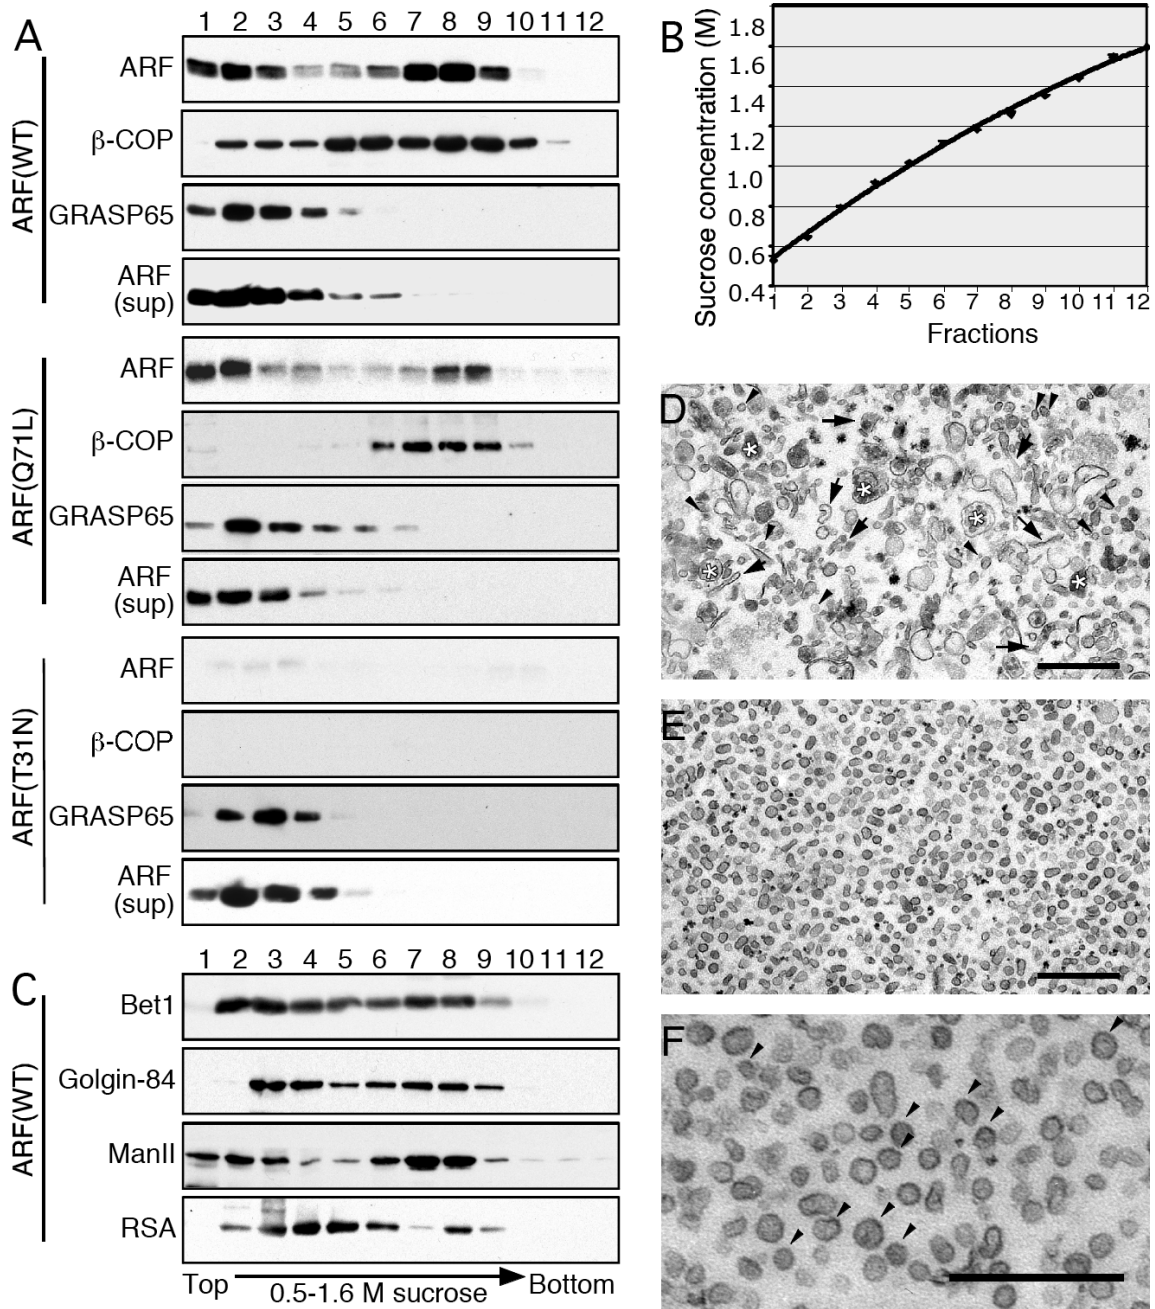 A
1 2 3 4 5 6 7 8 9 10 11 12
ARF(WT)
ARF
β-COP
GRASP65
ARF
(sup)
ARF(Q71L)
ARF
β-COP
GRASP65
ARF
(sup)
ARF(T31N)
ARF
β-COP
GRASP65
ARF
(sup)
C
1 2 3 4 5 6 7 8 9 10 11 12
ARF(WT)
Bet1
Golgin-84
ManII
RSA
Top 0.5-1.6 M sucrose Bottom
B
Sucrose concentration (M)
1.8
1.6
1.4
1.2
1.0
0.8
0.6
0.4
1 2 3 4 5 6 7 8 9 10 11 12
Fractions
D
* * * * *
E
F